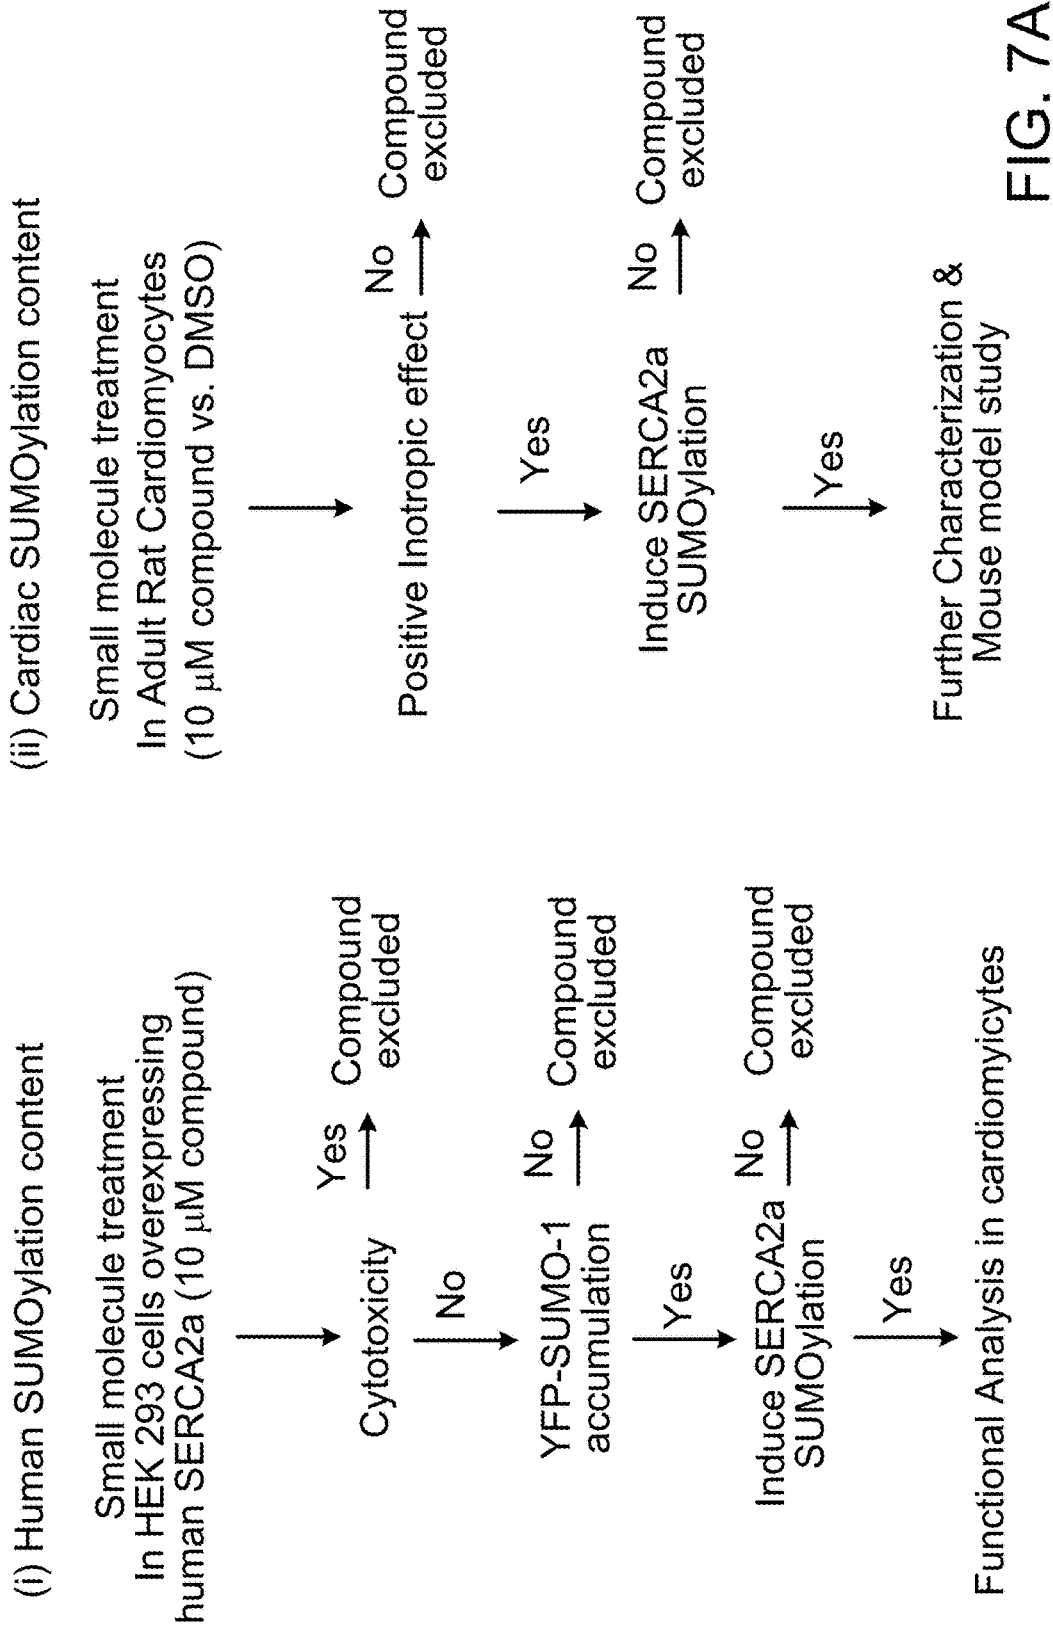 (i) Human SUMOylation content
Small molecule treatment
In HEK 293 cells overexpressing
human SERCA2a (10 μM compound)
Cytotoxicity
Yes
Compound
excluded
No
YFP-SUMO-1
accumulation
No
Compound
excluded
Yes
Induce SERCA2a
SUMOylation
No
Compound
excluded
Yes
Functional Analysis in cardiomyicytes
(ii) Cardiac SUMOylation content
Small molecule treatment
In Adult Rat Cardiomyocytes
(10 μM compound vs. DMSO)
Positive Inotropic effect
No
Compound
excluded
Yes
Induce SERCA2a
SUMOylation
No
Compound
excluded
Yes
Further Characterization &
Mouse model study
FIG. 7A